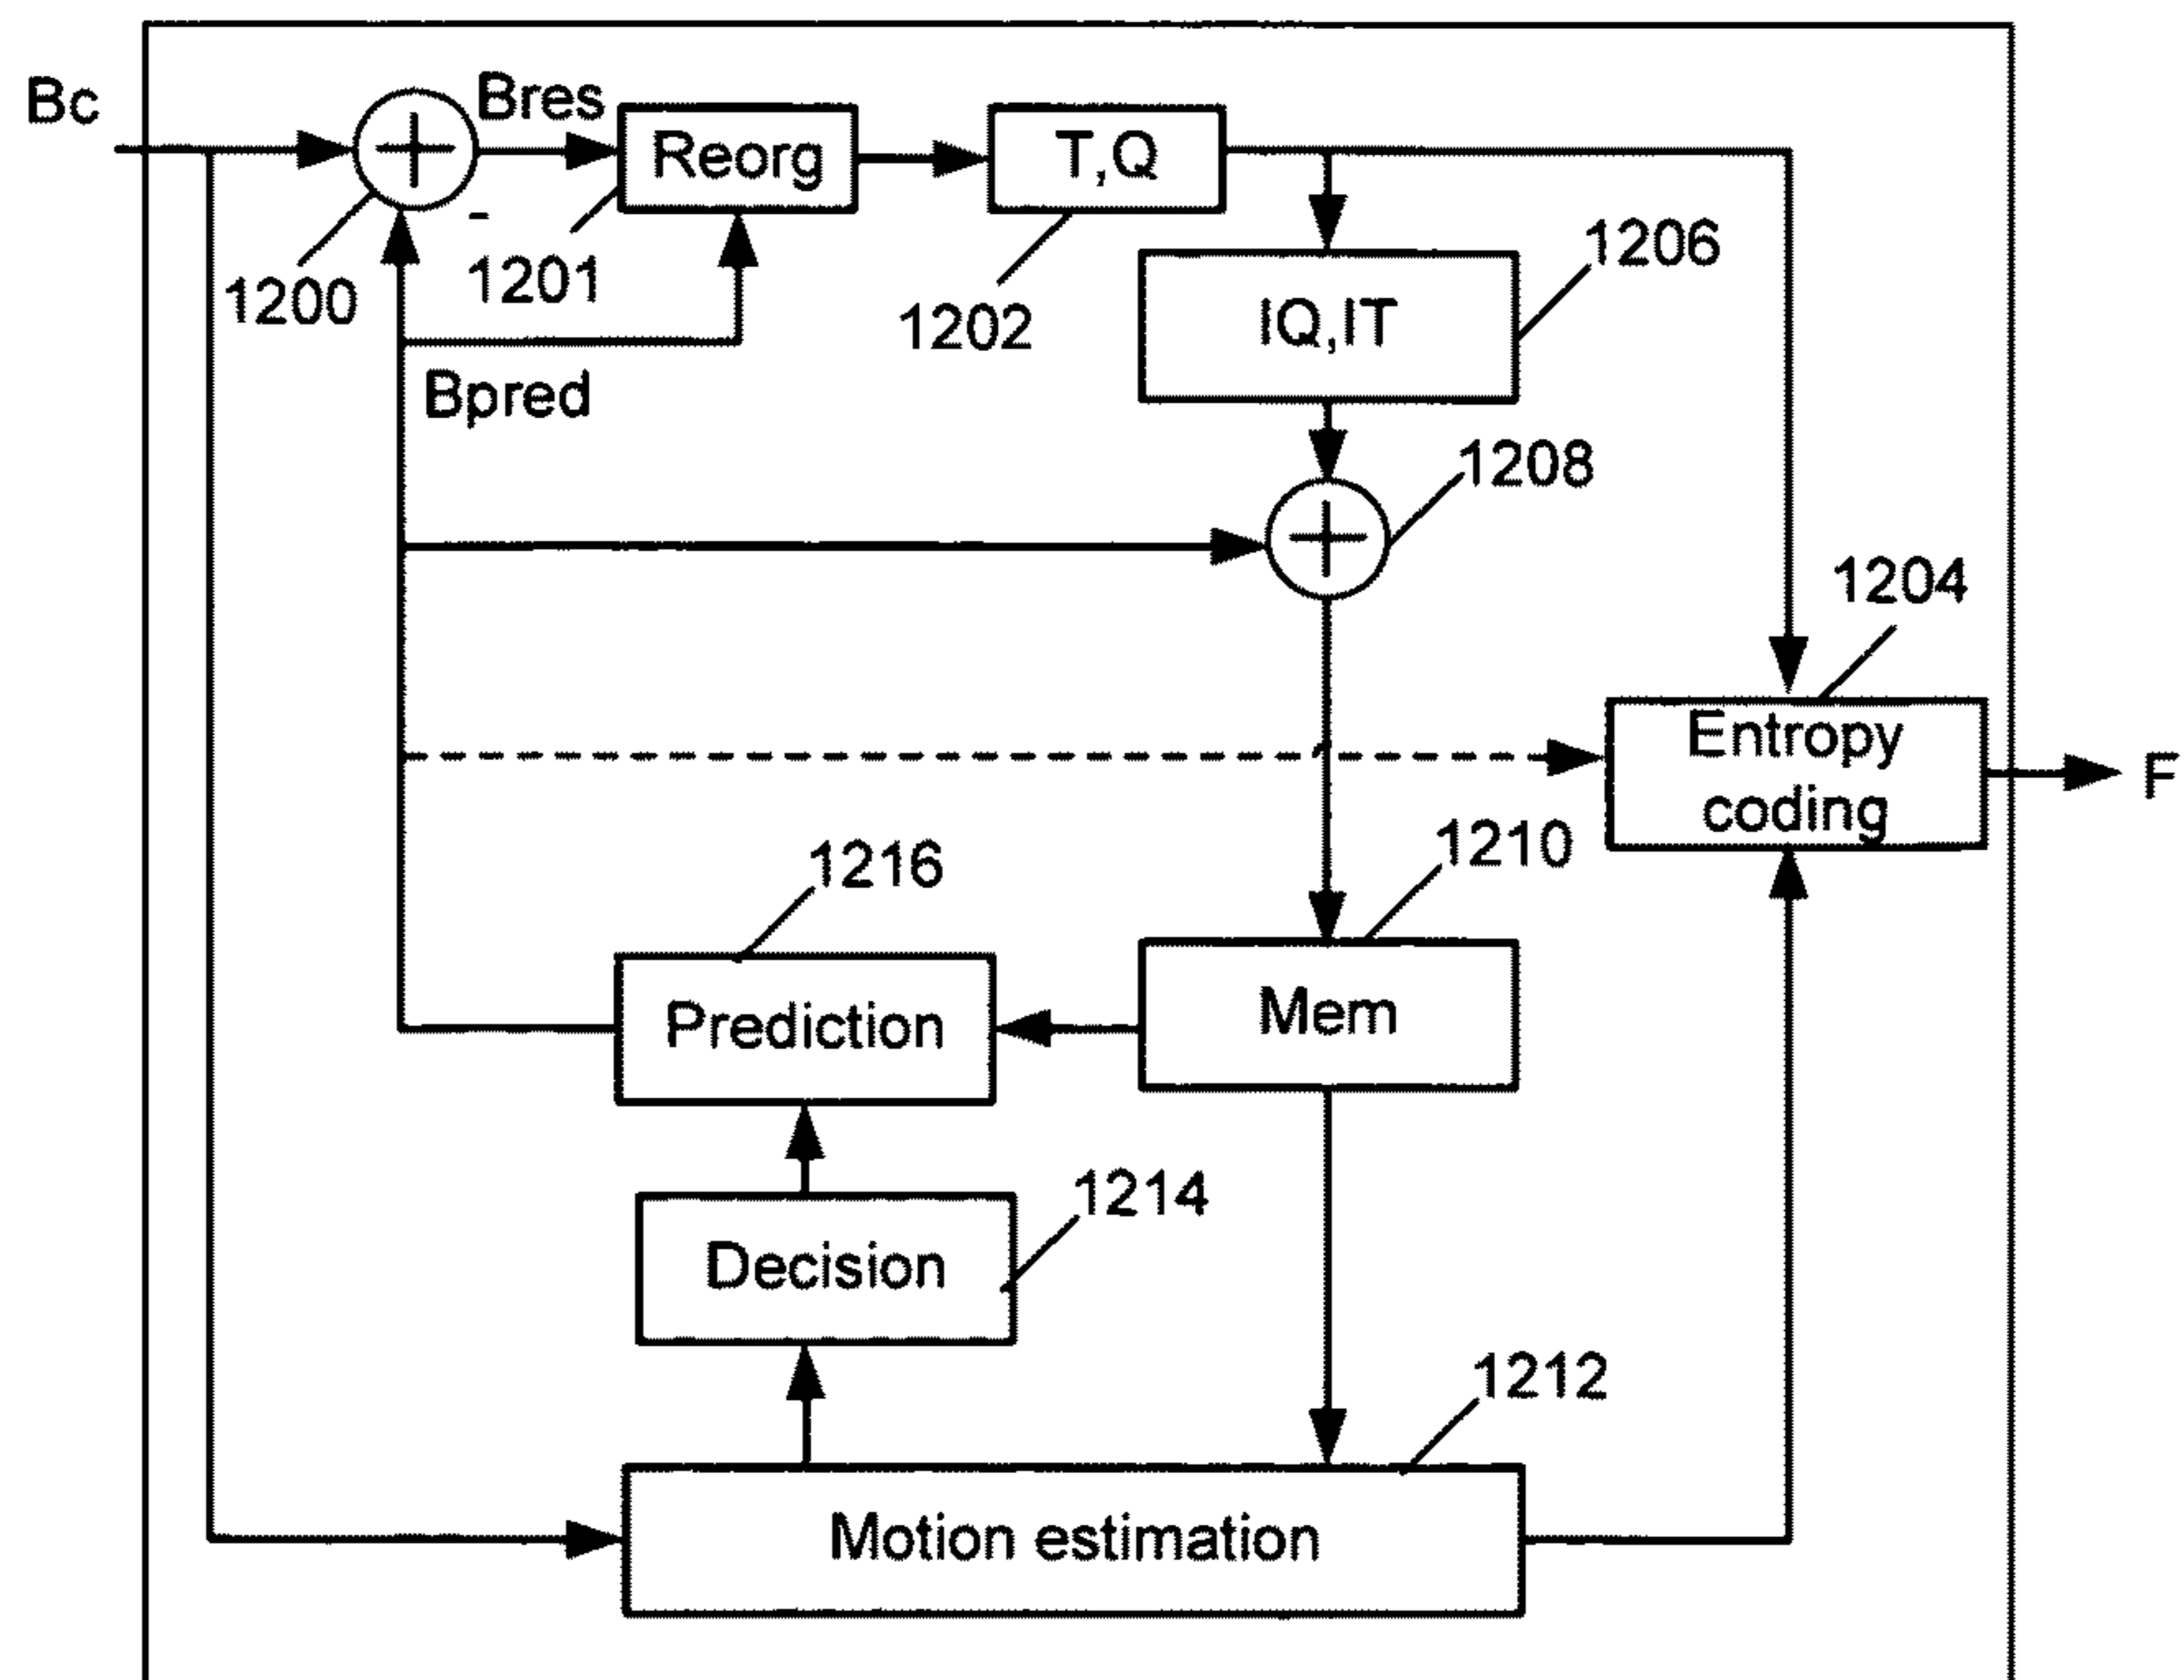 Bc
Bres
Reorg
T,Q
-
1200
1201
1202
1206
IQ,IT
Bpred
1208
1204
Entropy
coding
F
1216
1210
Prediction
Mem
1214
Decision
1212
Motion estimation